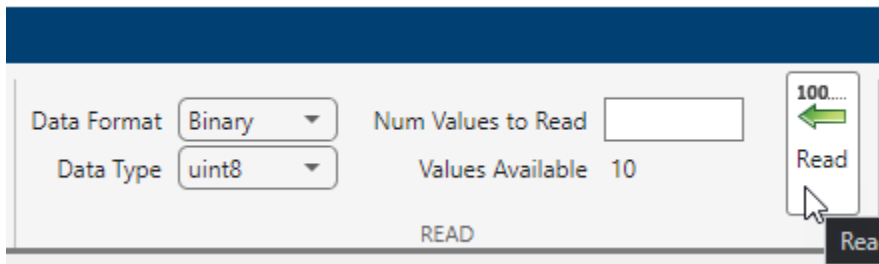 Data Format Binary Num Values to Read
Data Type uint8 Values Available 10
100....
Read
READ
Rea